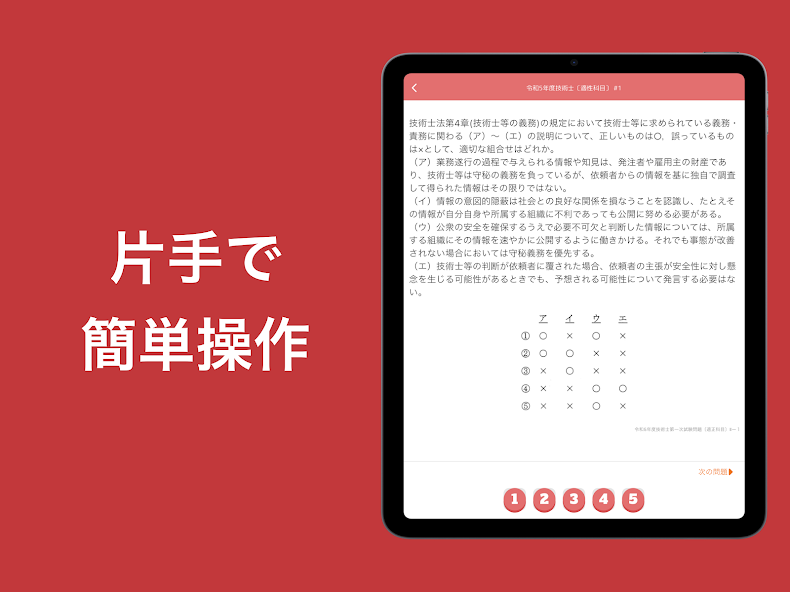 片手で
簡単操作
令和5年度技術士〔適性科目〕 #1
技術士法第4章(技術士等の義務)の規定において技術士等に求められている義務・
責務に関わる（ア）～（エ）の説明について、正しいものは○、誤っているもの
は×として、適切な組合せはどれか。
（ア）業務遂行の過程で与えられる情報や知見は、発注者や雇用主の財産であ
り、技術士等は守秘の義務を負っているが、依頼者からの情報を基に独自で調査
して得られた情報はその限りではない。
（イ）情報の意図的隠蔽は社会との良好な関係を損なうことを認識し、たとえそ
の情報が自分自身や所属する組織に不利であっても公開に努める必要がある。
（ウ）公衆の安全を確保するうえで必要不可欠と判断した情報については、所属
する組織にその情報を速やかに公開するように働きかける。それでも事態が改善
されない場合においては守秘義務を優先する。
（エ）技術士等の判断が依頼者に覆された場合、依頼者の主張が安全性に対し懸
念を生じる可能性があるときでも、予想される可能性について発言する必要はな
い。
ア イ ウ エ
① ○ × ○ ×
② ○ ○ × ×
③ × ○ × ×
④ × × ○ ○
⑤ × × ○ ×
次の問題
1 2 3 4 5